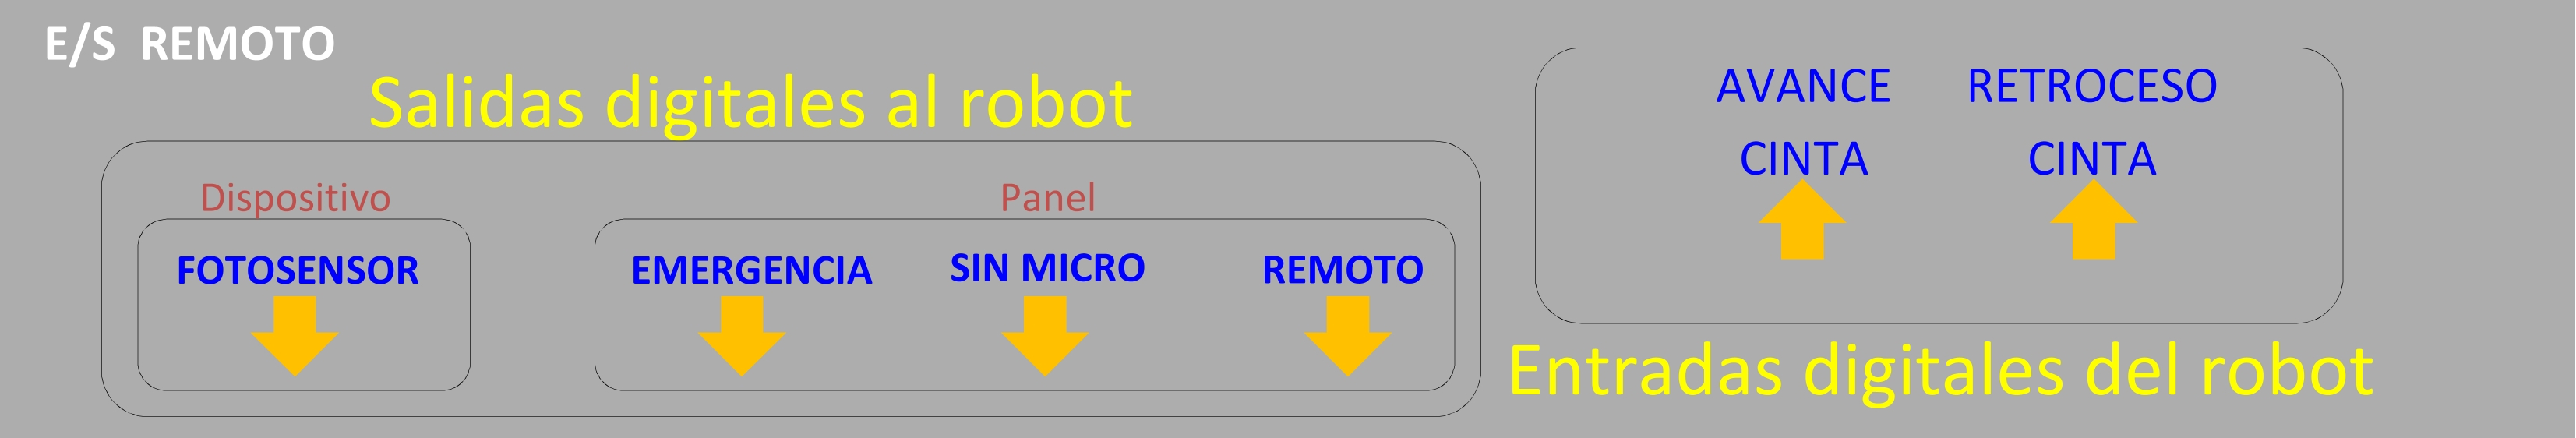 E/S REMOTO
Salidas digitales al robot
Dispositivo
Panel
FOTOSENSOR
EMERGENCIA
SIN MICRO
REMOTO
AVANCE
CINTA
RETROCESO
CINTA
Entradas digitales del robot